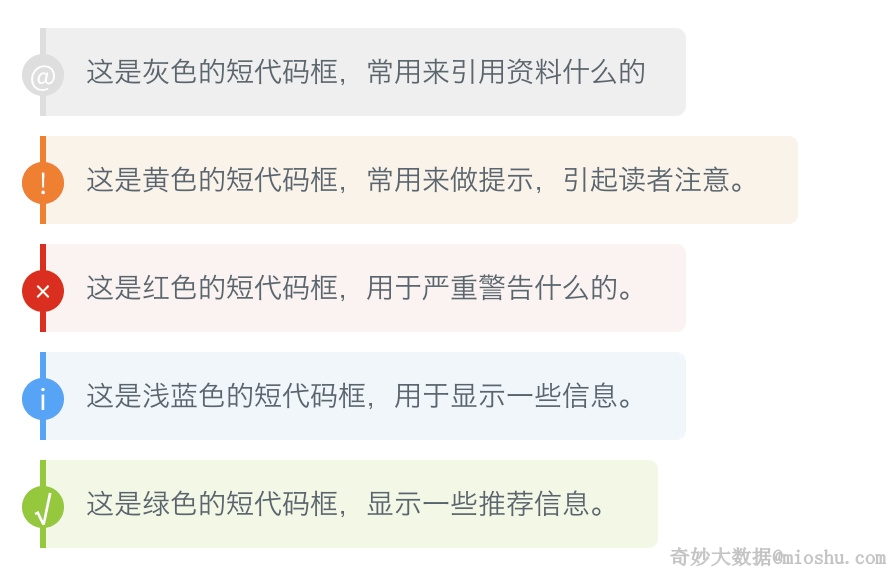 @ 这是灰色的短代码框，常用来引用资料什么的
! 这是黄色的短代码框，常用来做提示，引起读者注意。
× 这是红色的短代码框，用于严重警告什么的。
i 这是浅蓝色的短代码框，用于显示一些信息。
√ 这是绿色的短代码框，显示一些推荐信息。
奇妙大数据@mioshu.com